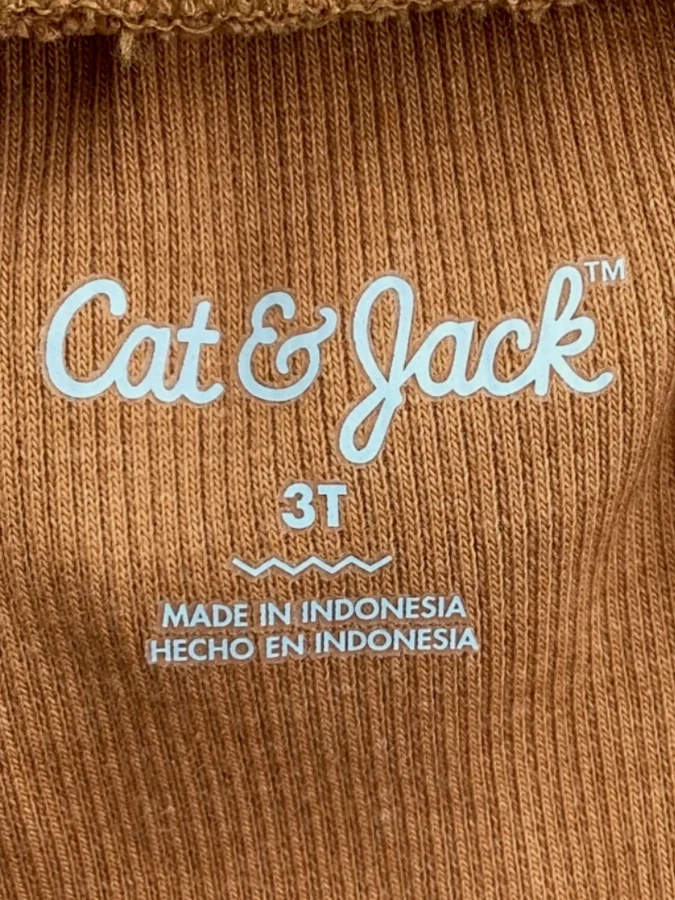 Cat & Jack™
3T
MADE IN INDONESIA
HECHO EN INDONESIA